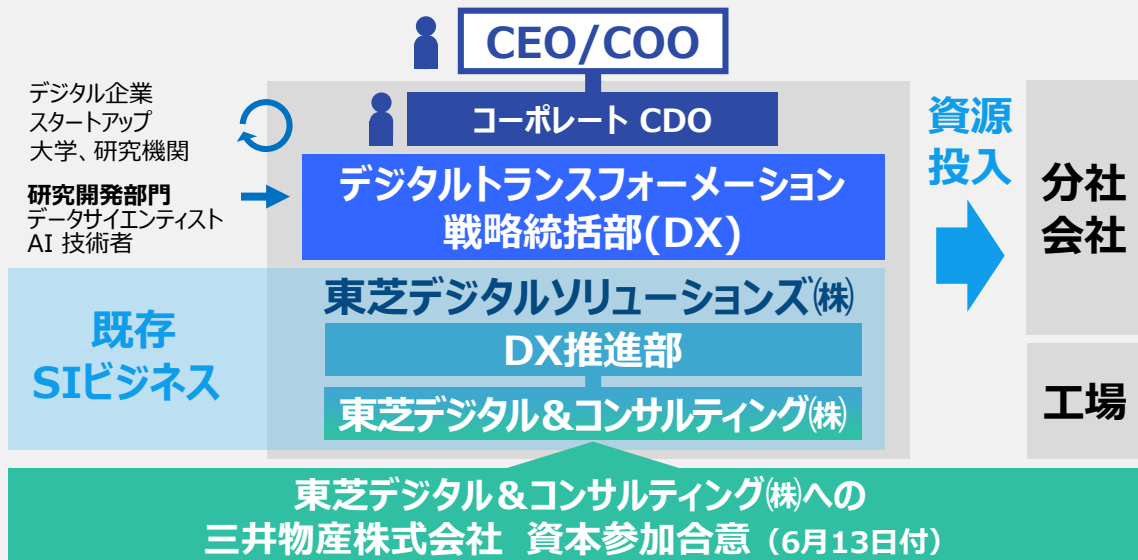 CEO/COO
コーポレート CDO
デジタル企業
スタートアップ
大学、研究機関
研究開発部門
データサイエンティスト
AI 技術者
デジタルトランスフォーメーション
戦略統括部(DX)
資源
投入
分社
会社
工場
既存
SIビジネス
東芝デジタルソリューションズ㈱
DX推進部
東芝デジタル&コンサルティング㈱
東芝デジタル&コンサルティング㈱への
三井物産株式会社 資本参加合意（6月13日付）